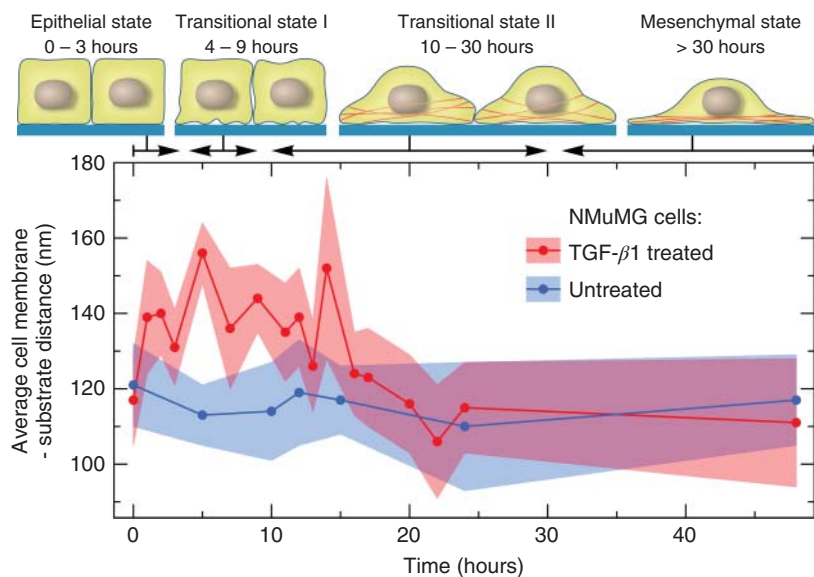 Epithelial state
0 – 3 hours
Transitional state I
4 – 9 hours
Transitional state II
10 – 30 hours
Mesenchymal state
> 30 hours
180
160
140
120
100
Average cell membrane
- substrate distance (nm)
NMuMG cells:
TGF-β1 treated
Untreated
0
10
20
30
40
Time (hours)